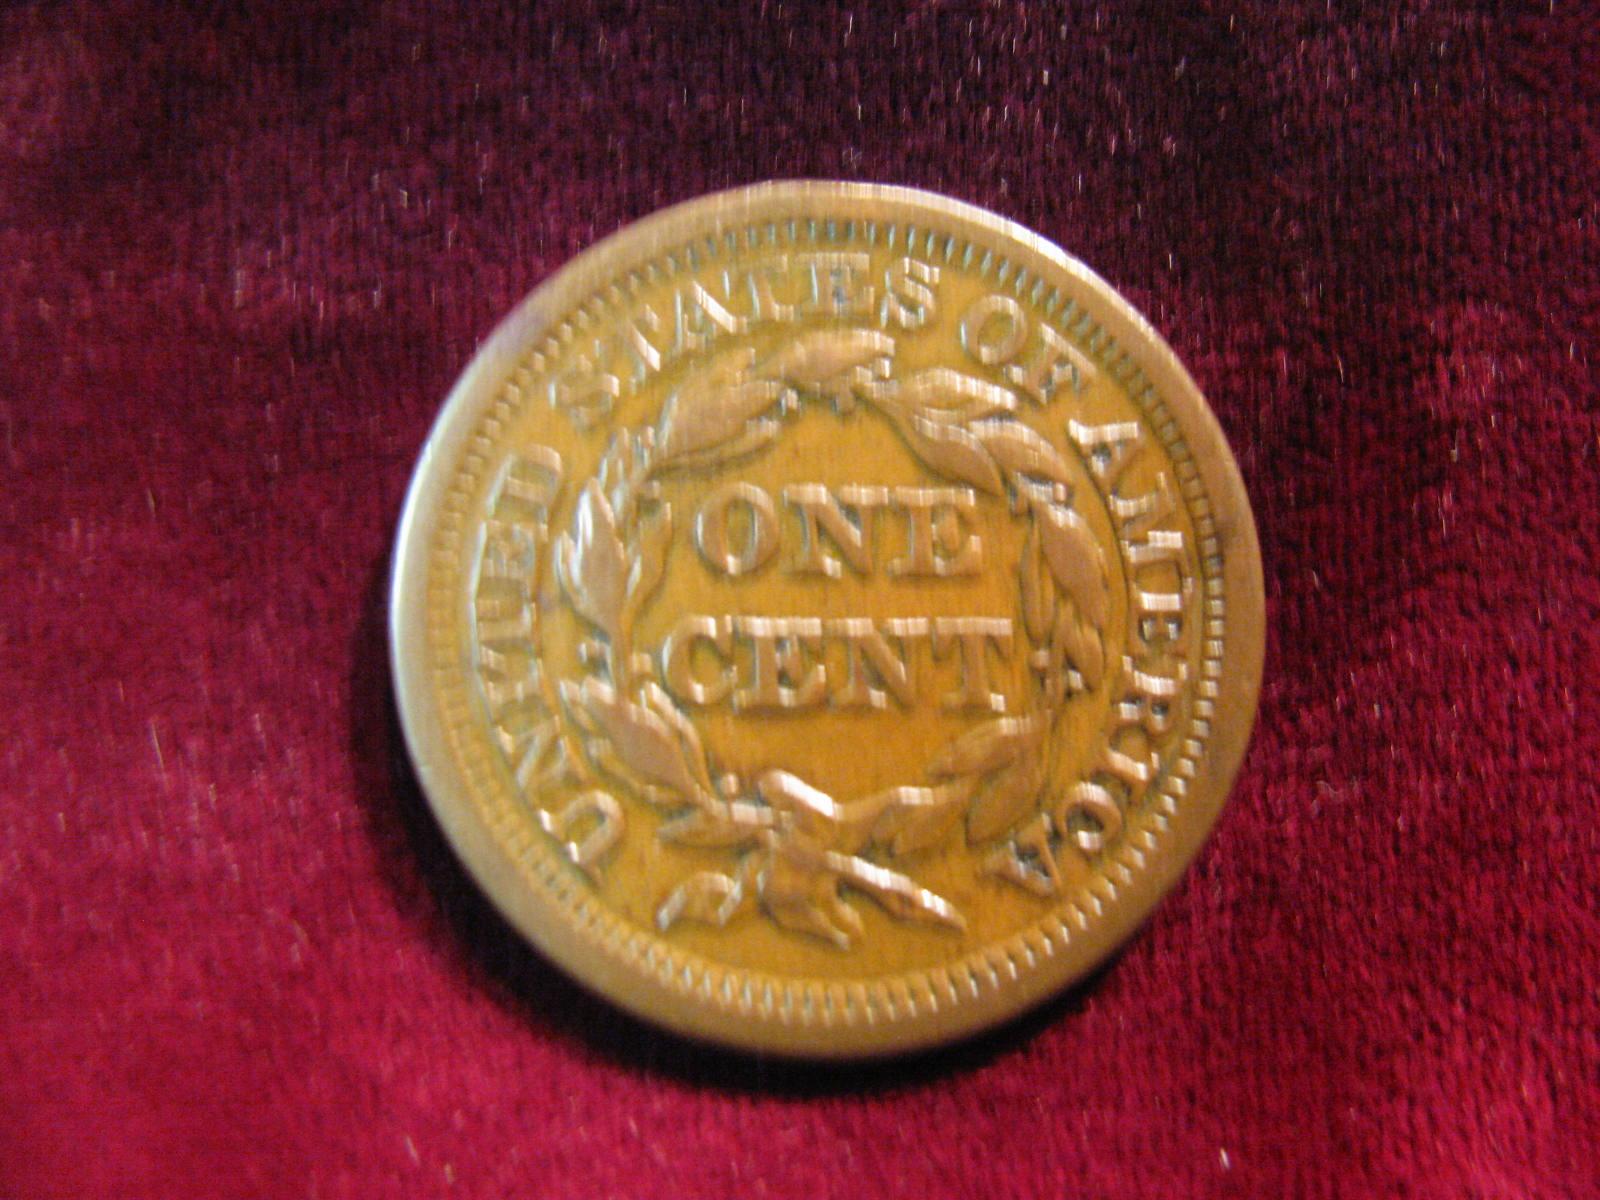 UNITED STATES OF AMERICA
ONE
CENT